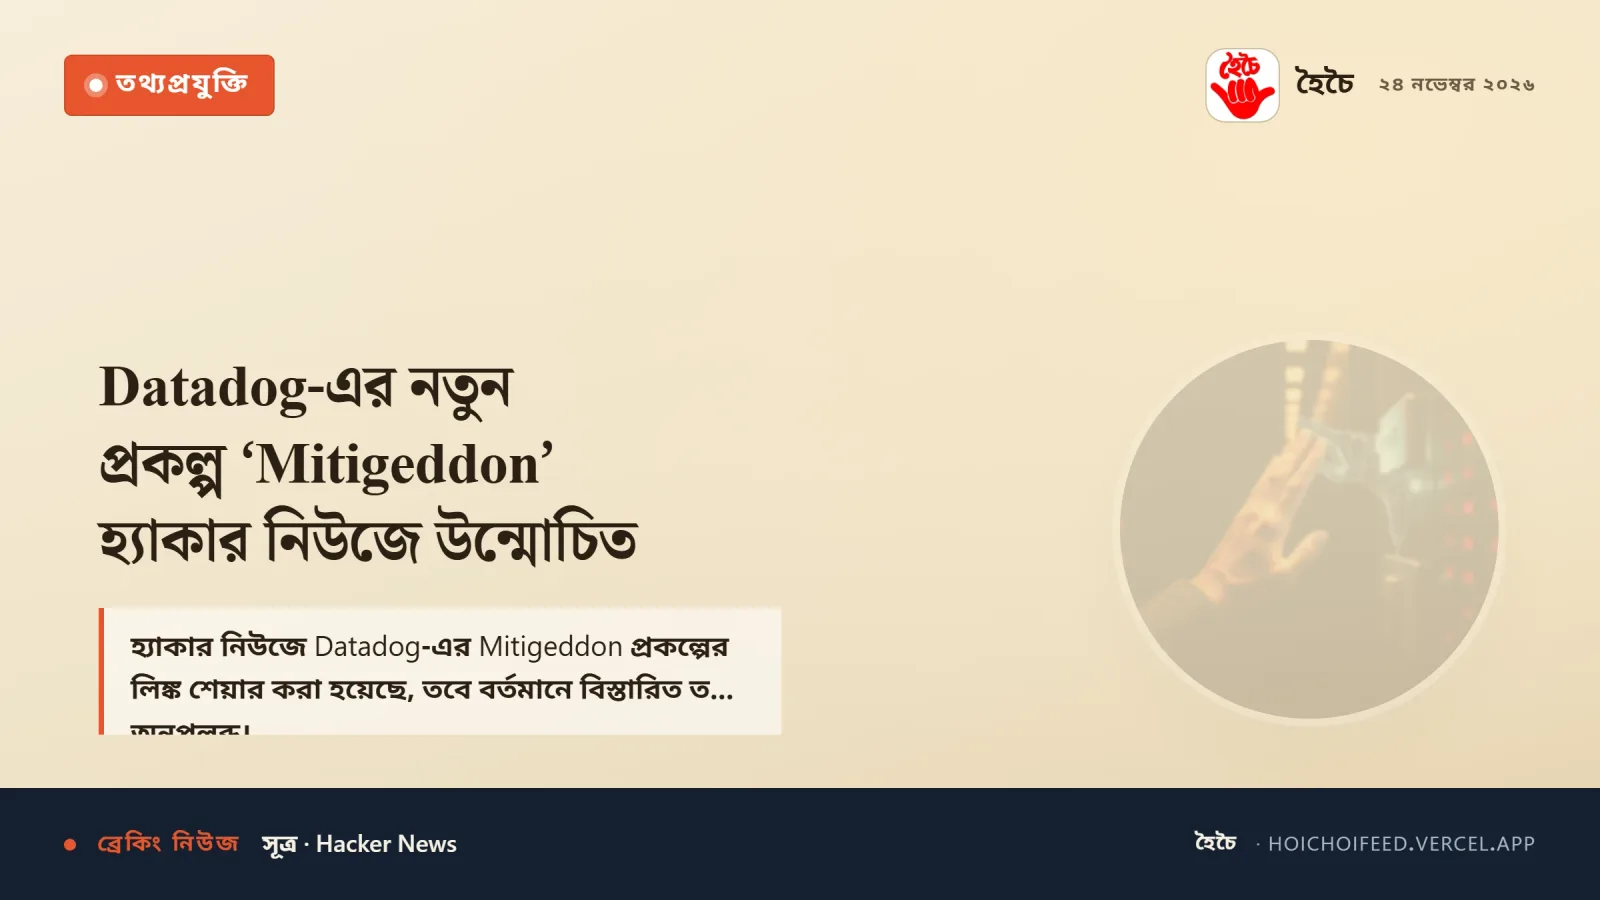 তথ্যপ্রযুক্তি
হৈচৈ
হৈচৈ ২৪ নভেম্বর ২০২৬
Datadog-এর নতুন
প্রকল্প ‘Mitigeddon’
হ্যাকার নিউজে উন্মোচিত
হ্যাকার নিউজে Datadog-এর Mitigeddon প্রকল্পের
লিঙ্ক শেয়ার করা হয়েছে, তবে বর্তমানে বিস্তারিত ত...
ব্রেকিং নিউজ সূত্র · Hacker News
হৈচৈ · HOICHOIFEED.VERCEL.APP